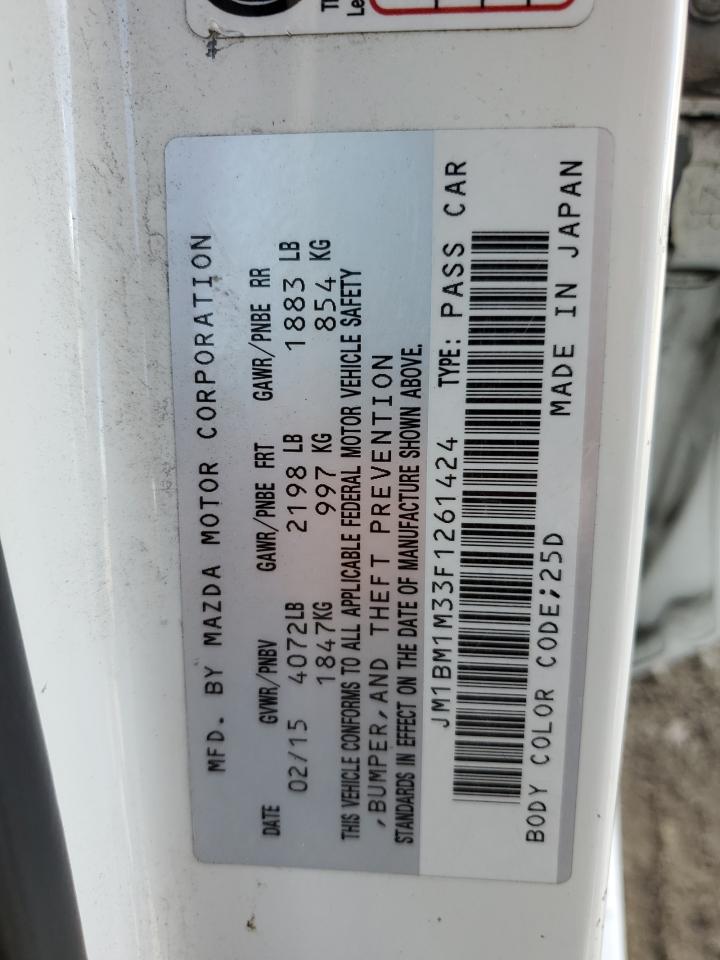 TI
Le
MFD. BY MAZDA MOTOR CORPORATION
DATE GVWR/PNBV GAWR/PNBE FRT GAWR/PNBE RR
02/15 4072LB 2198 LB 1883 LB
1847KG 997 KG 854 KG
THIS VEHICLE CONFORMS TO ALL APPLICABLE FEDERAL MOTOR VEHICLE SAFETY
,BUMPER,AND THEFT PREVENTION
STANDARDS IN EFFECT ON THE DATE OF MANUFACTURE SHOWN ABOVE.
JM1BM1M33F1261424 TYPE: PASS CAR
BODY COLOR CODE;25D MADE IN JAPAN